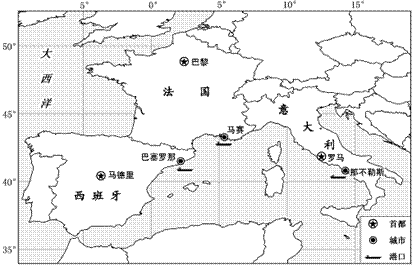 5° 0° 5° 10° 15°
50°
45°
40°
35°
大
西
洋
巴黎
法 国
意
大
利
马赛
巴塞罗那
罗马
那不勒斯
马德里
西班牙
首都
城市
港口